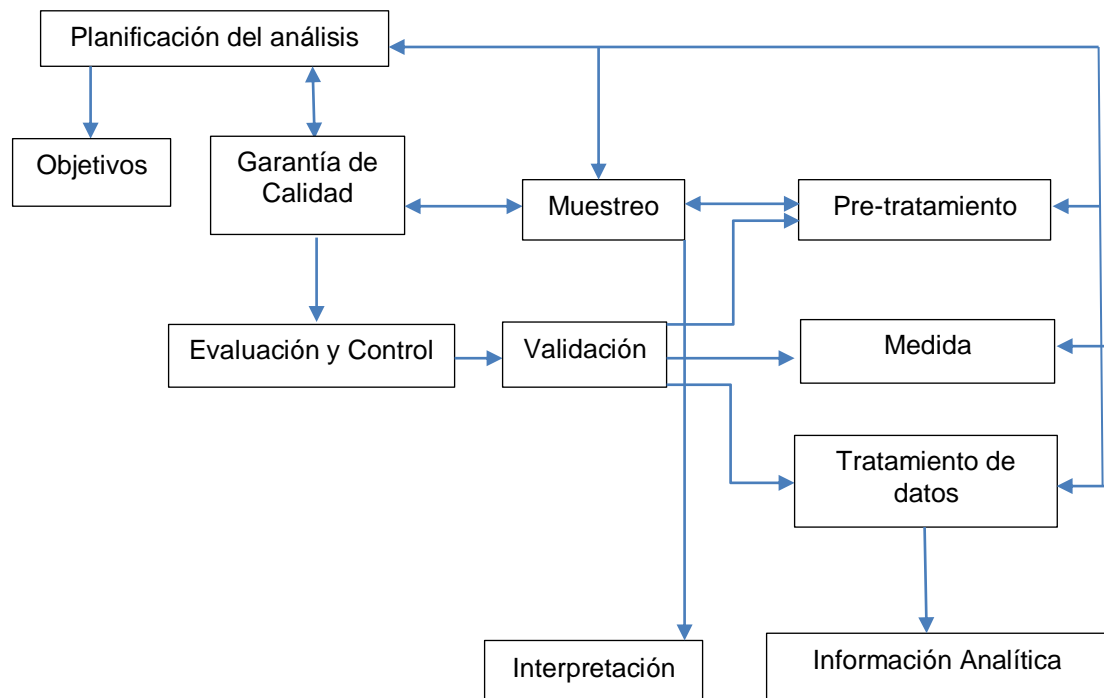 Planificación del análisis
Objetivos
Garantía de
Calidad
Muestreo
Pre-tratamiento
Evaluación y Control
Validación
Medida
Tratamiento de
datos
Interpretación
Información Analítica